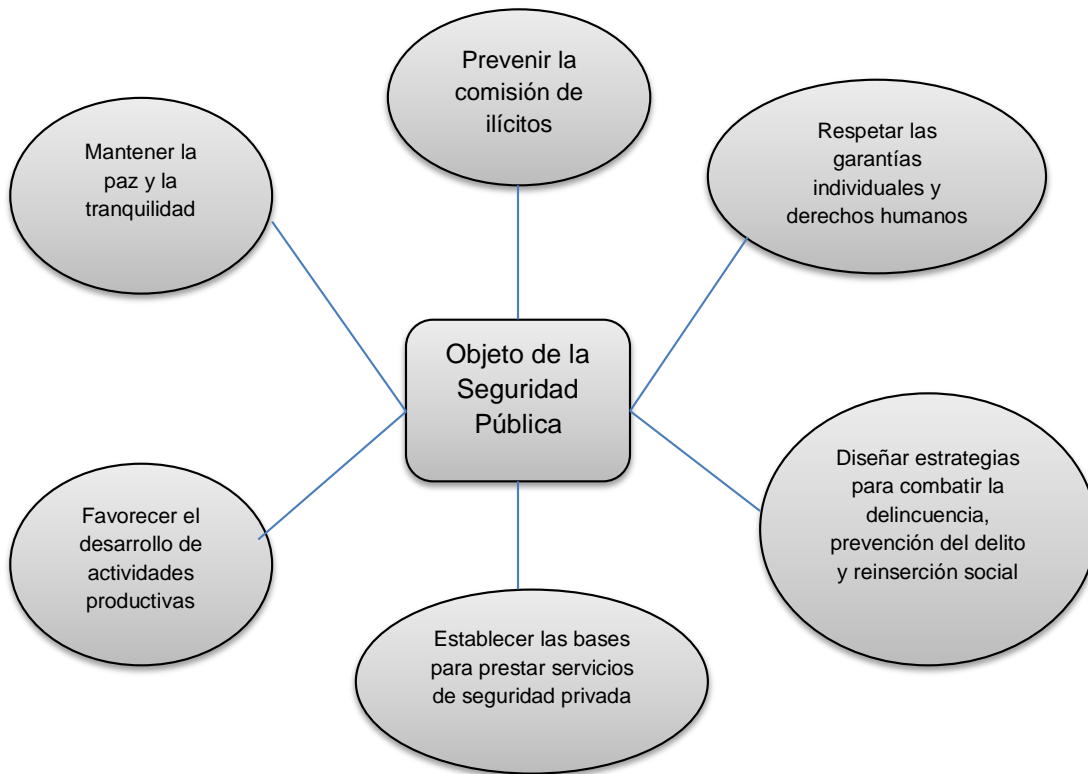 Prevenir la
comisión de
ilícitos
Mantener la
paz y la
tranquilidad
Respetar las
garantías
individuales y
derechos humanos
Objeto de la
Seguridad
Pública
Favorecer el
desarrollo de
actividades
productivas
Diseñar estrategias
para combatir la
delincuencia,
prevención del delito
y reinserción social
Establecer las bases
para prestar servicios
de seguridad privada